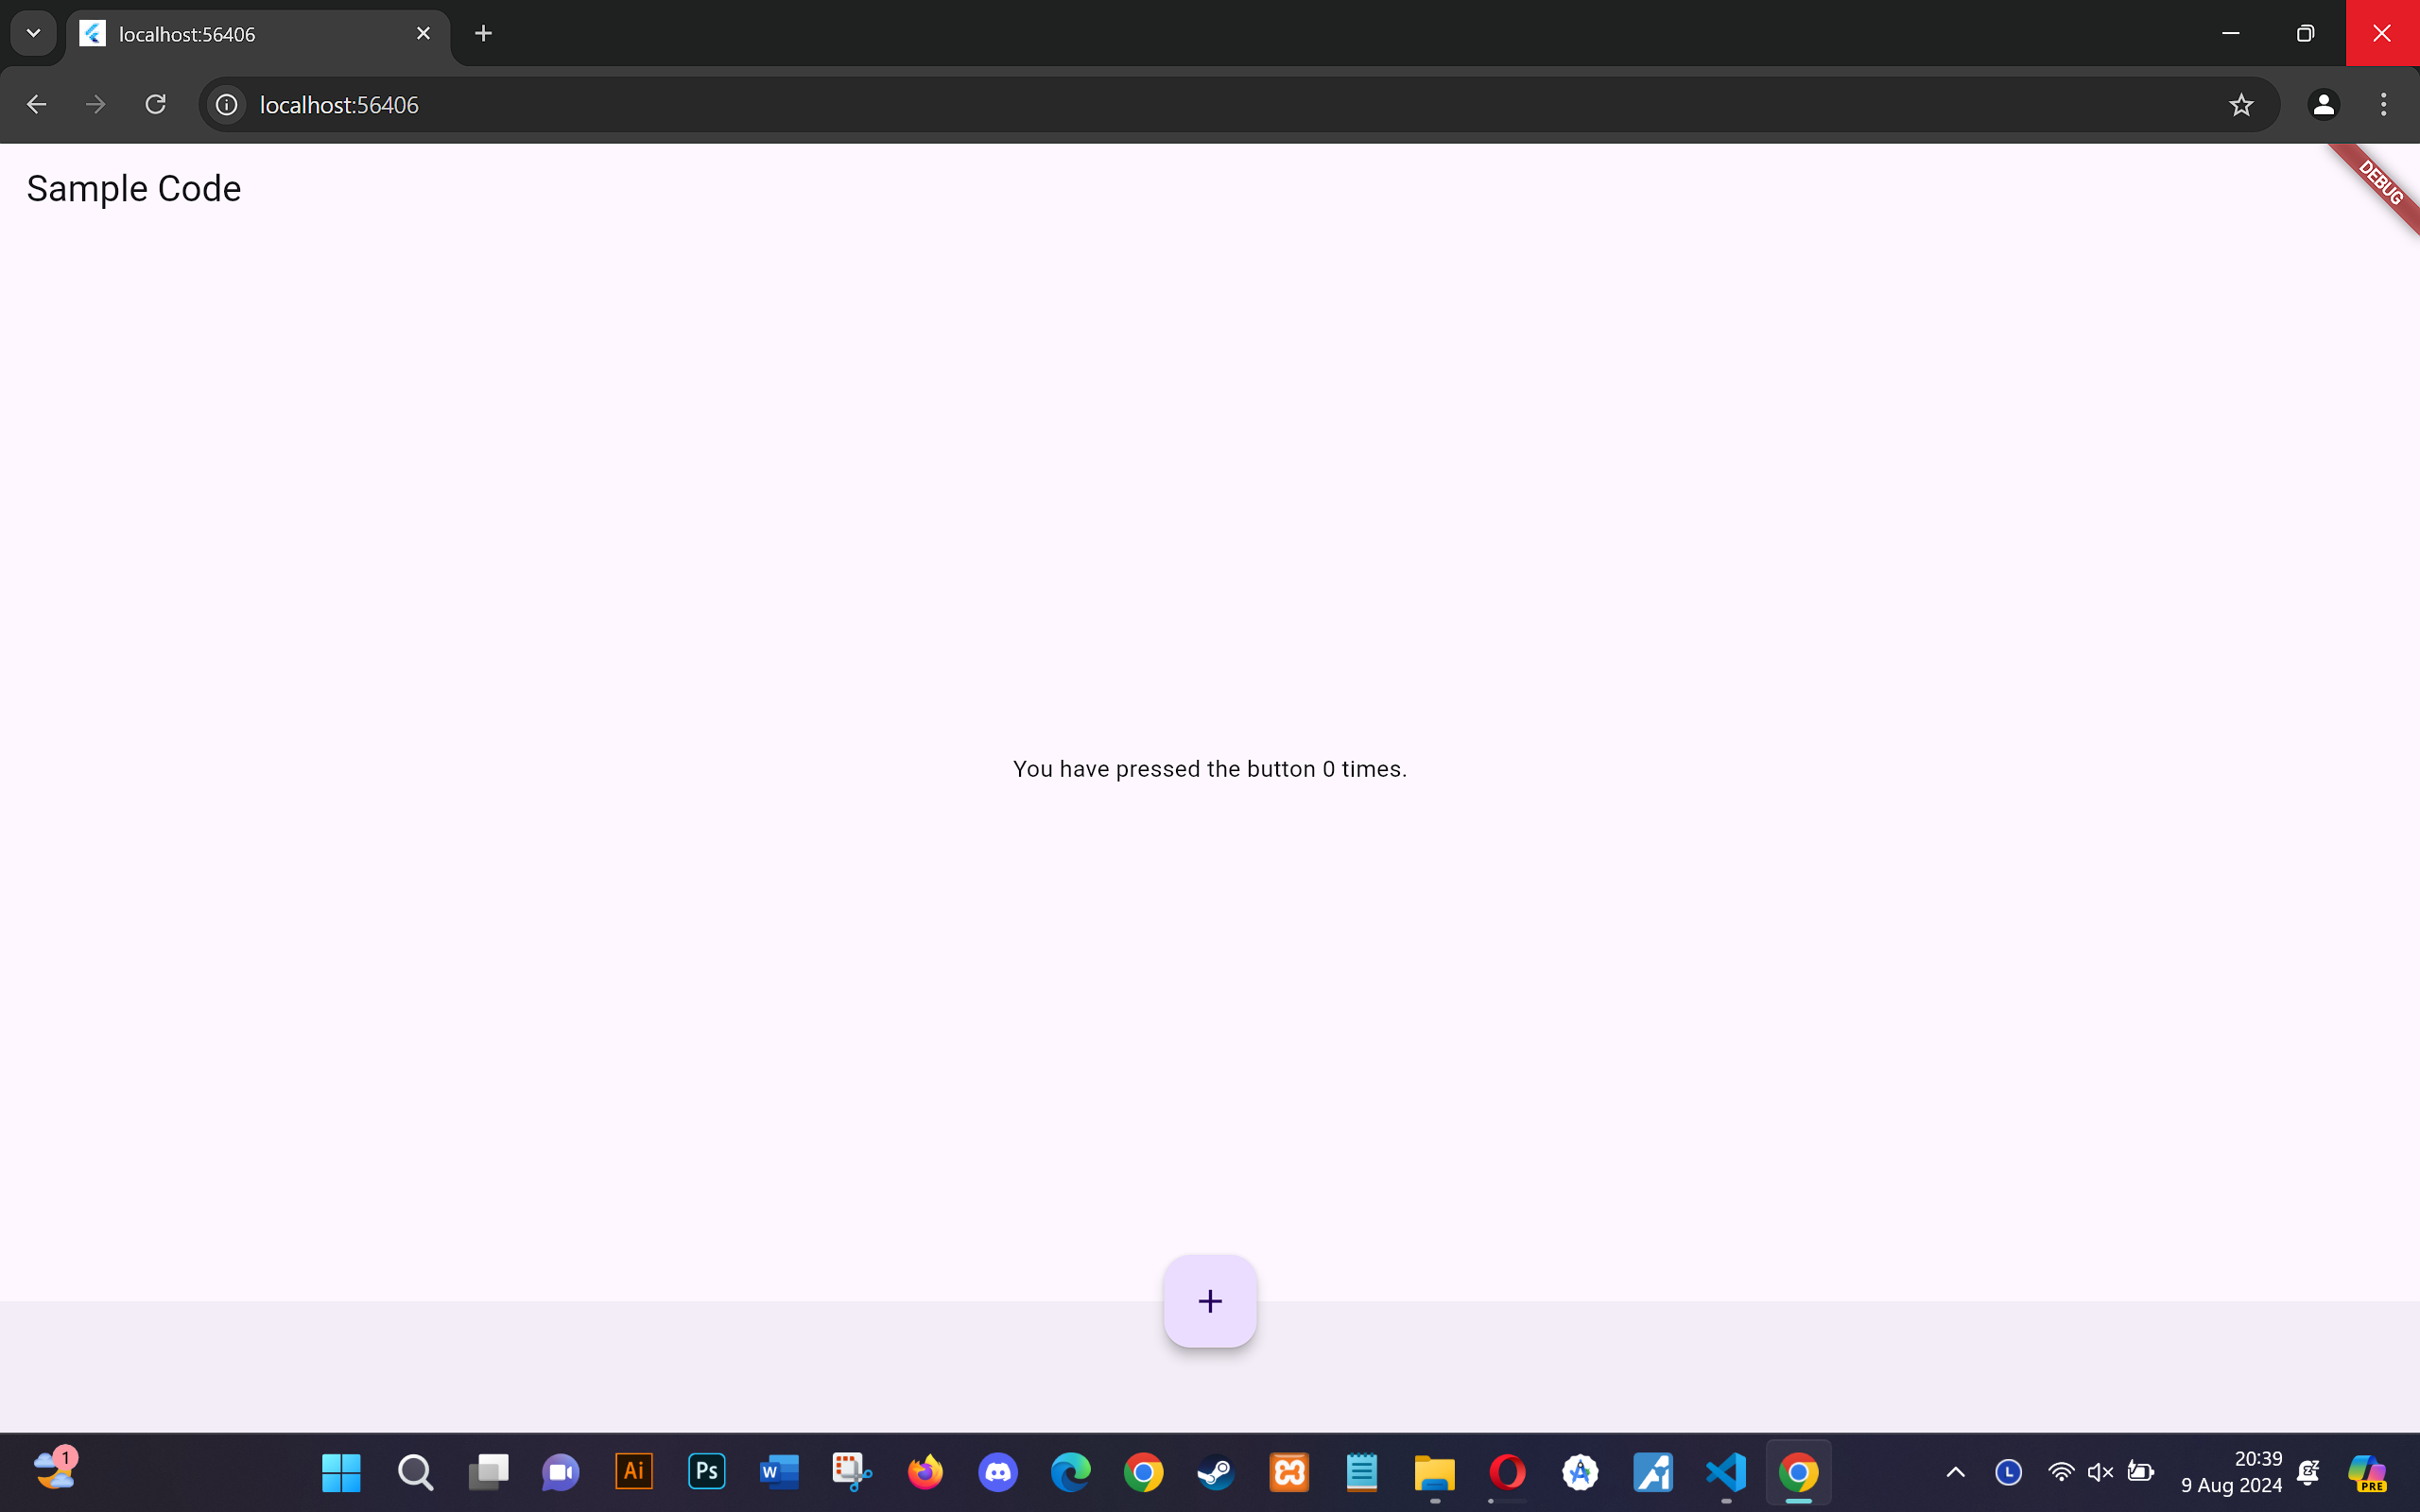 localhost:56406
localhost:56406
Sample Code
DEBUG
You have pressed the button 0 times.
1
Ai
Ps
W
L
20:39
9 Aug 2024
PRE